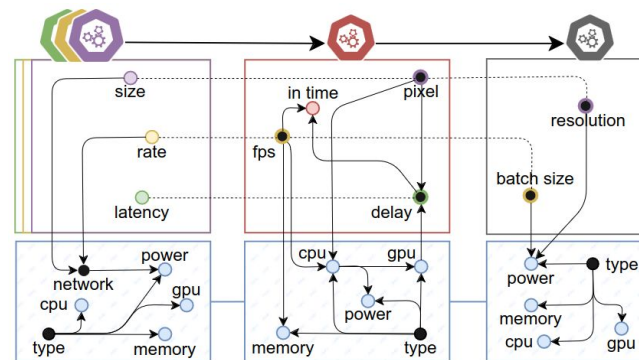 size
rate
latency
in time
pixel
fps
delay
resolution
batch size
network
power
cpu
gpu
type
memory
cpu
gpu
power
memory
type
power
type
memory
cpu
gpu